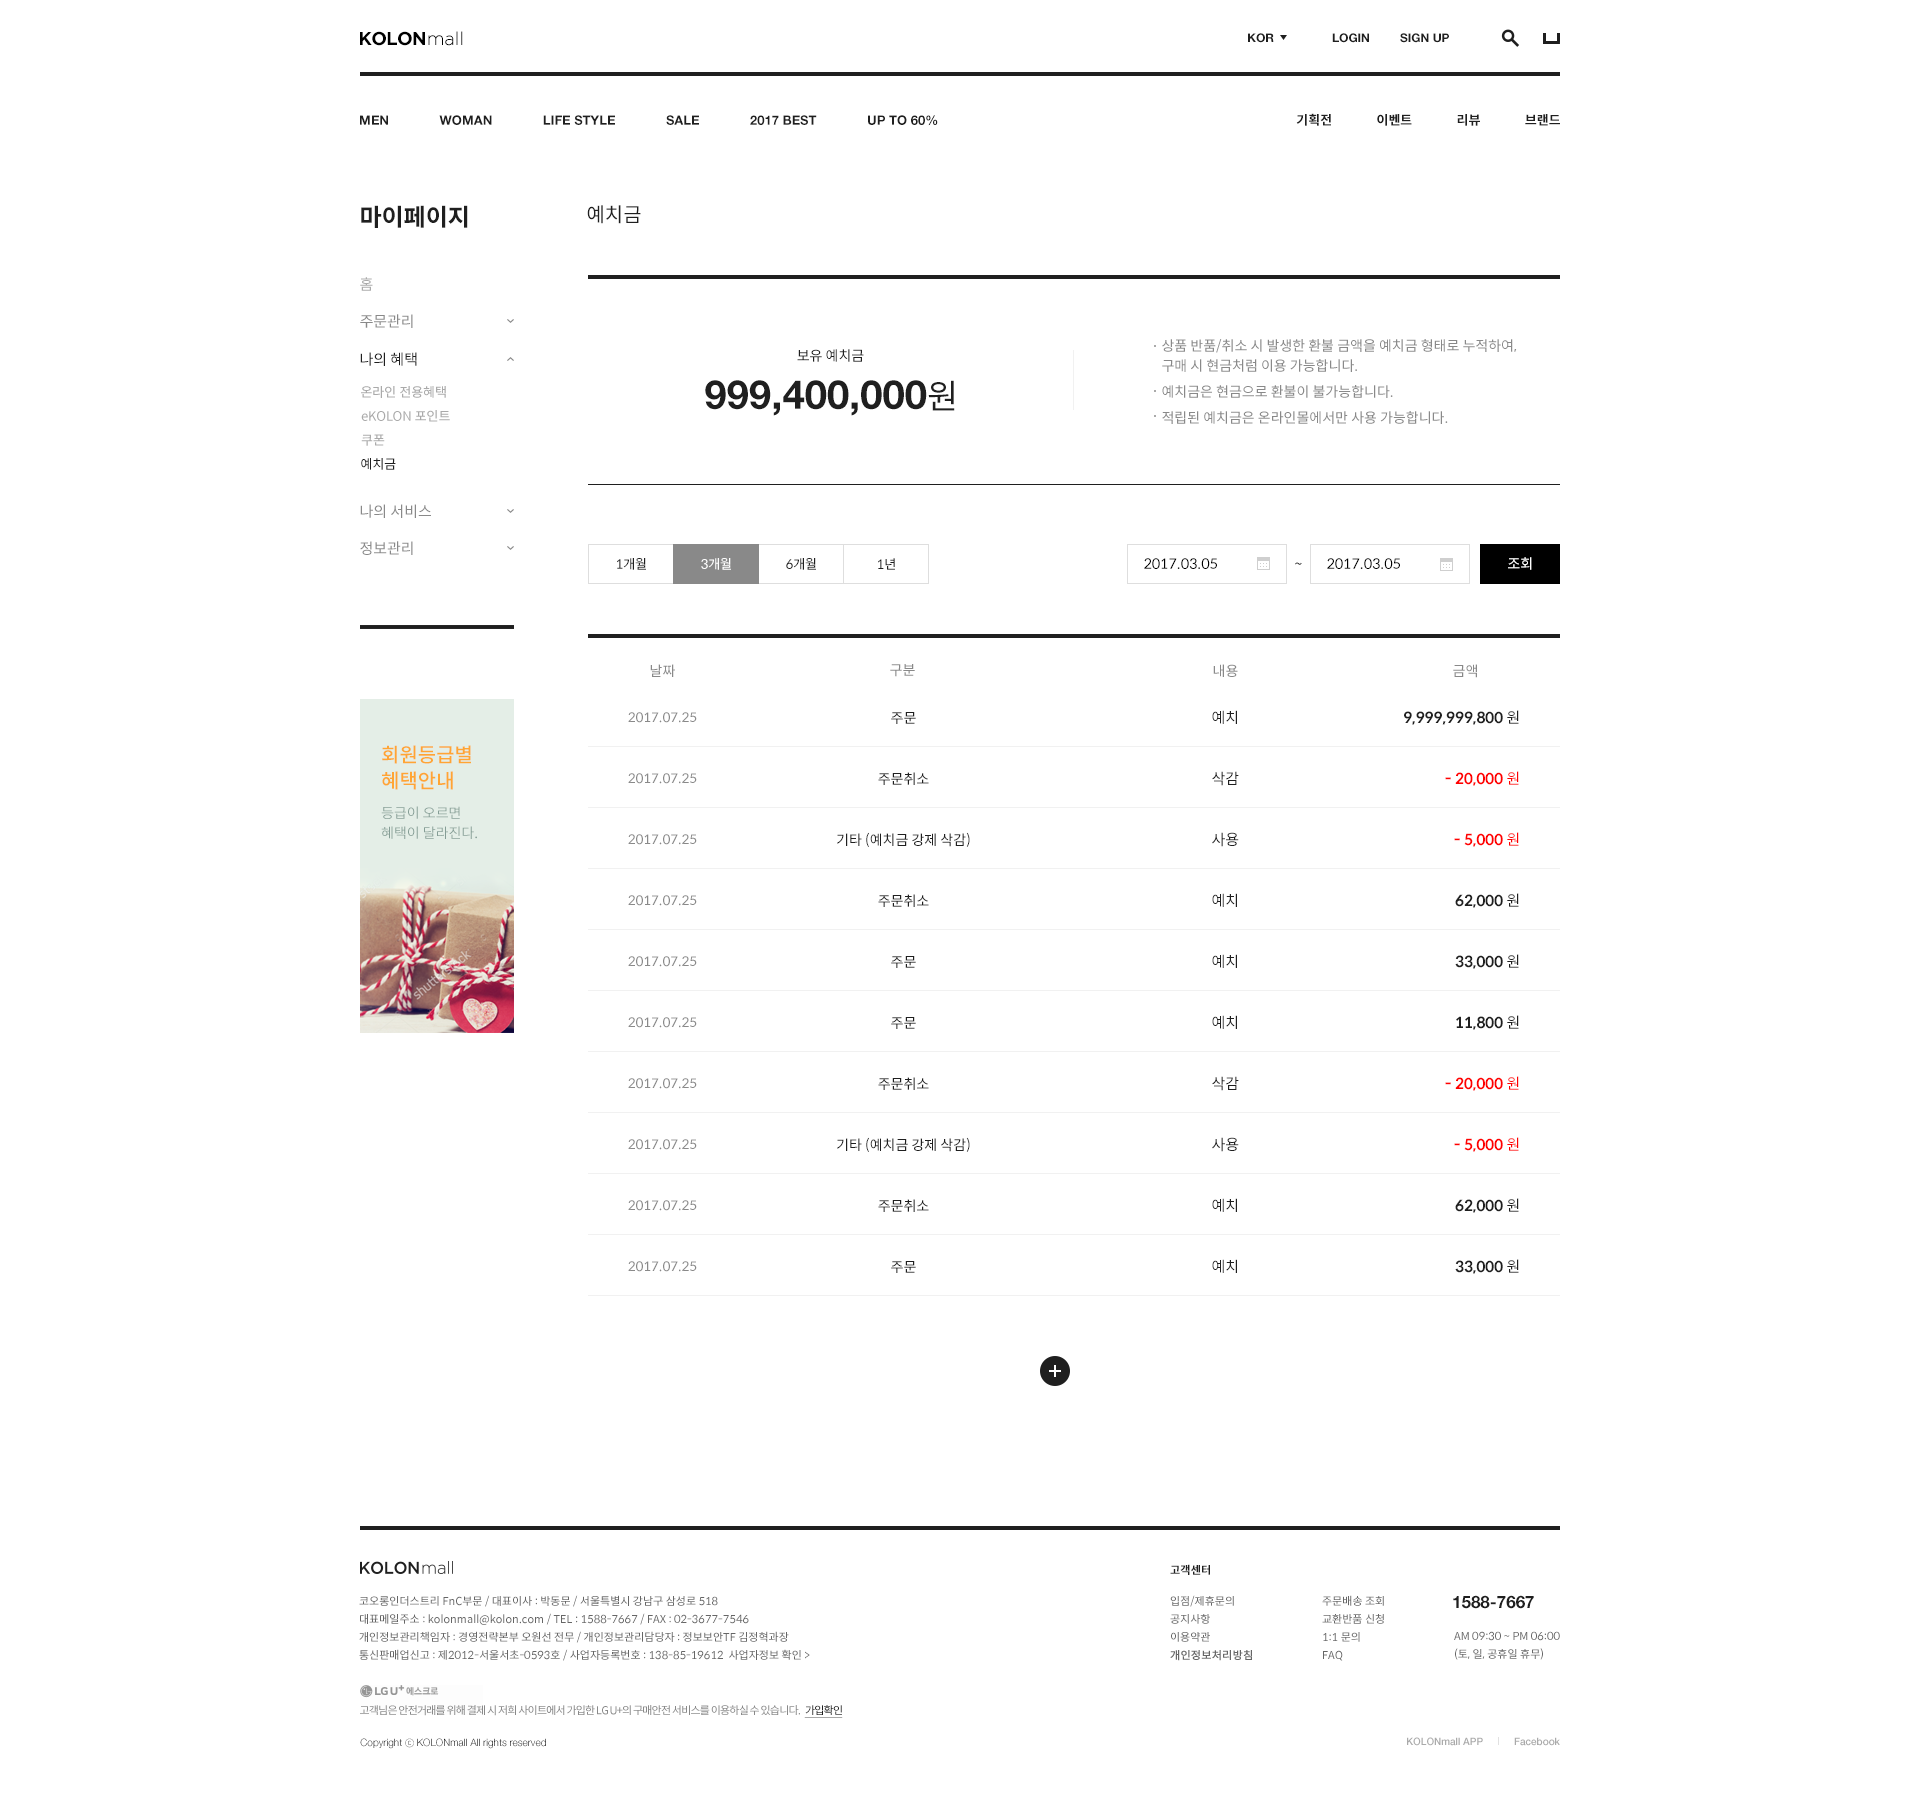 KOLONmall
KOR
LOGIN
SIGN UP
MEN
WOMAN
LIFE STYLE
SALE
2017 BEST
UP TO 60%
기획전
이벤트
리뷰
브랜드
마이페이지
홈
주문관리
나의 혜택
온라인 전용혜택
eKOLON 포인트
쿠폰
예치금
나의 서비스
정보관리
회원등급별
혜택안내
등급이 오르면
혜택이 달라진다.
shutterstock
예치금
보유 예치금
999,400,000원
· 상품 반품/취소 시 발생한 환불 금액을 예치금 형태로 누적하여,
구매 시 현금처럼 이용 가능합니다.
· 예치금은 현금으로 환불이 불가능합니다.
· 적립된 예치금은 온라인몰에서만 사용 가능합니다.
1개월
3개월
6개월
1년
2017.03.05 ~ 2017.03.05
조회
날짜 구분 내용 금액
2017.07.25 주문 예치 9,999,999,800 원
2017.07.25 주문취소 삭감 - 20,000 원
2017.07.25 기타 (예치금 강제 삭감) 사용 - 5,000 원
2017.07.25 주문취소 예치 62,000 원
2017.07.25 주문 예치 33,000 원
2017.07.25 주문 예치 11,800 원
2017.07.25 주문취소 삭감 - 20,000 원
2017.07.25 기타 (예치금 강제 삭감) 사용 - 5,000 원
2017.07.25 주문취소 예치 62,000 원
2017.07.25 주문 예치 33,000 원
KOLONmall
코오롱인더스트리 FnC부문 / 대표이사 : 박동문 / 서울특별시 강남구 삼성로 518
대표메일주소 : kolonmall@kolon.com / TEL : 1588-7667 / FAX : 02-3677-7546
개인정보관리책임자 : 경영전략본부 오원선 전무 / 개인정보관리담당자 : 정보보안TF 김정혁과장
통신판매업신고 : 제2012-서울서초-0593호 / 사업자등록번호 : 138-85-19612 사업자정보 확인 >
LG U+ 에스크로
고객님은 안전거래를 위해 결제 시 저희 사이트에서 가입한 LG U+의 구매안전 서비스를 이용하실 수 있습니다. 가입확인
Copyright ⓒ KOLONmall All rights reserved
고객센터
입점/제휴문의
공지사항
이용약관
개인정보처리방침
주문배송 조회
교환반품 신청
1:1 문의
FAQ
1588-7667
AM 09:30 ~ PM 06:00
(토, 일, 공휴일 휴무)
KOLONmall APP | Facebook